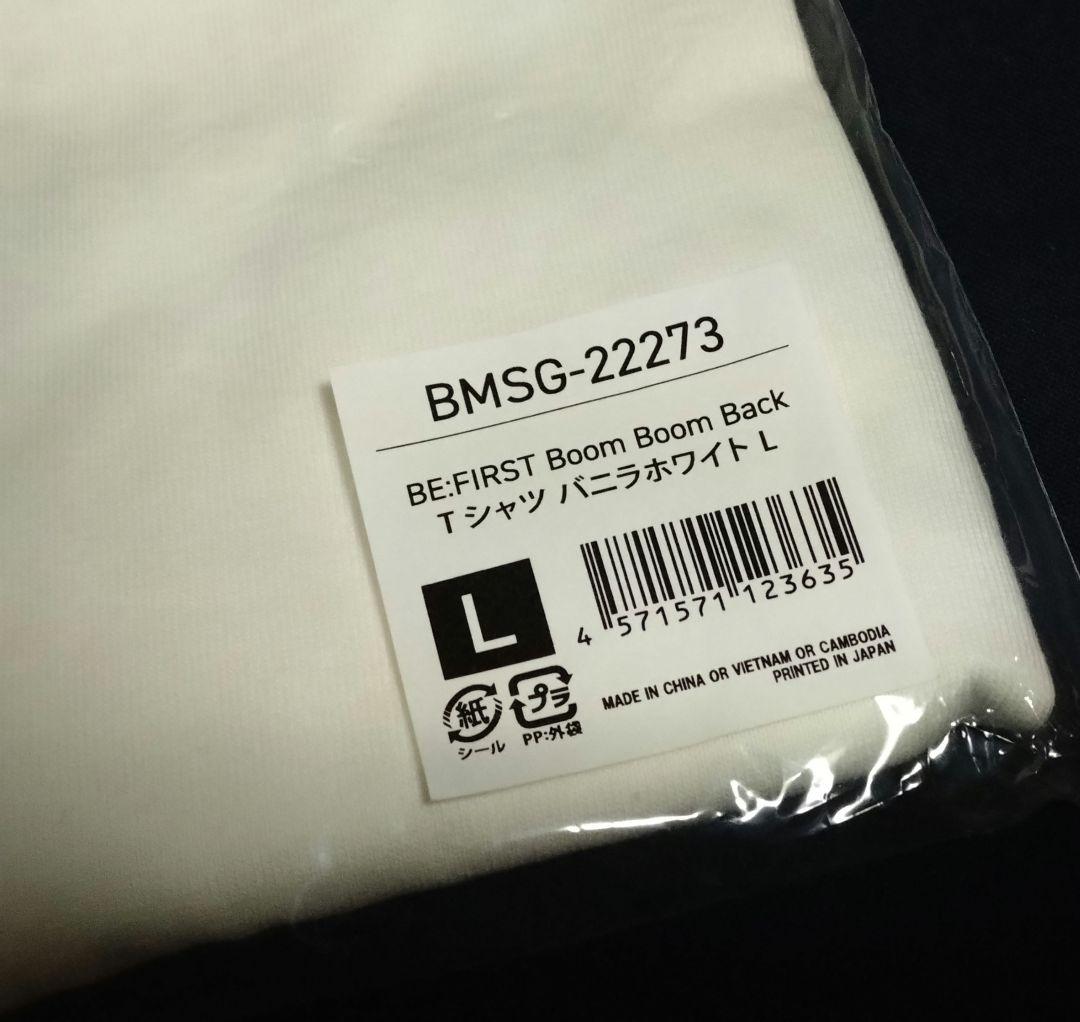 BMSG-22273
BE:FIRST Boom Boom Back
Tシャツ バニラホワイト L
L
4 571571 123635
紙
シール
プラ
PP:外袋
MADE IN CHINA OR VIETNAM OR CAMBODIA
PRINTED IN JAPAN